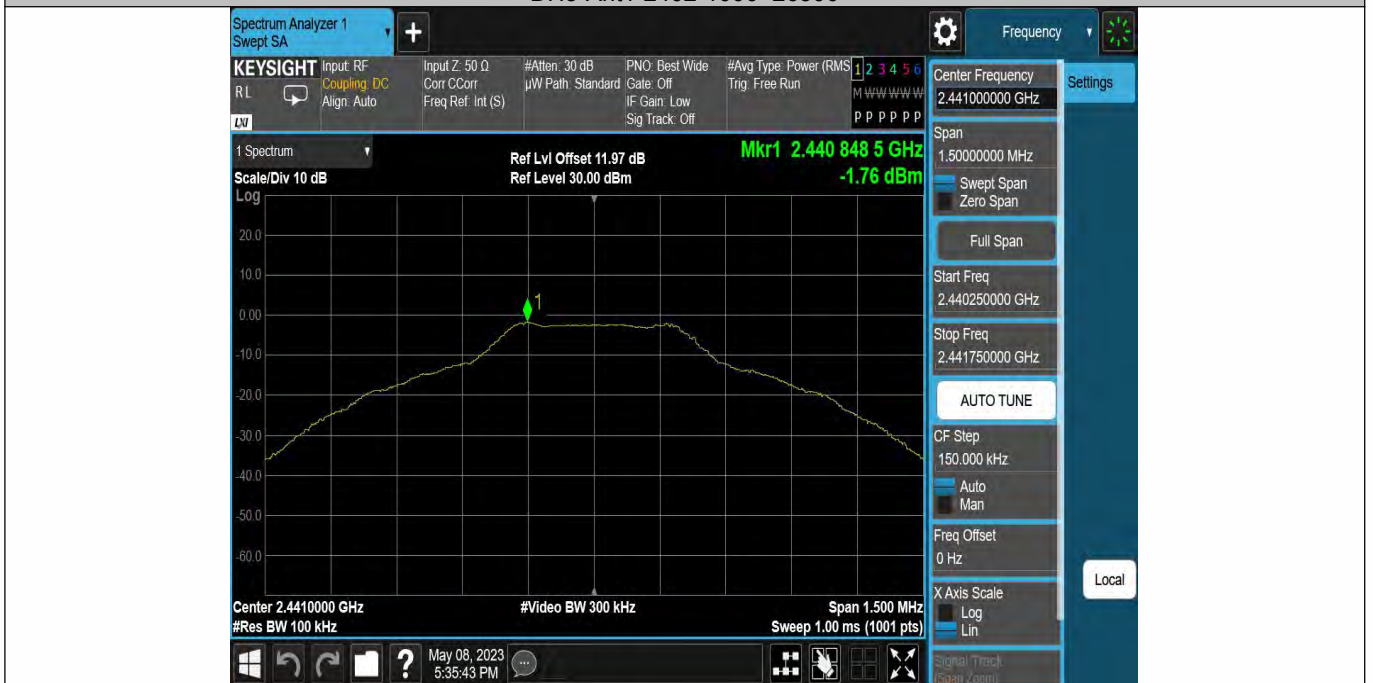 Spectrum Analyzer 1
Swept SA
+
Frequency
KEYSIGHT
RL
LXI
Input: RF
Coupling: DC
Align: Auto
Input Z: 50 Ω
Corr CCorr
Freq Ref: Int (S)
#Atten: 30 dB
µW Path: Standard
PNO: Best Wide
Gate: Off
IF Gain: Low
Sig Track: Off
#Avg Type: Power (RMS
Trig: Free Run
1 2 3 4 5 6
M W W W W W
P P P P P P
1 Spectrum
Scale/Div 10 dB
Ref Lvl Offset 11.97 dB
Ref Level 30.00 dBm
Mkr1 2.440 848 5 GHz
-1.76 dBm
Log
20.0
10.0
0.00
-10.0
-20.0
-30.0
-40.0
-50.0
-60.0
1
Center 2.4410000 GHz
#Res BW 100 kHz
#Video BW 300 kHz
Span 1.500 MHz
Sweep 1.00 ms (1001 pts)
?
May 08, 2023
5:35:43 PM
Center Frequency
2.441000000 GHz
Settings
Span
1.50000000 MHz
Swept Span
Zero Span
Full Span
Start Freq
2.440250000 GHz
Stop Freq
2.441750000 GHz
AUTO TUNE
CF Step
150.000 kHz
Auto
Man
Freq Offset
0 Hz
X Axis Scale
Log
Lin
Local
Signal Track
(Span Zoom)